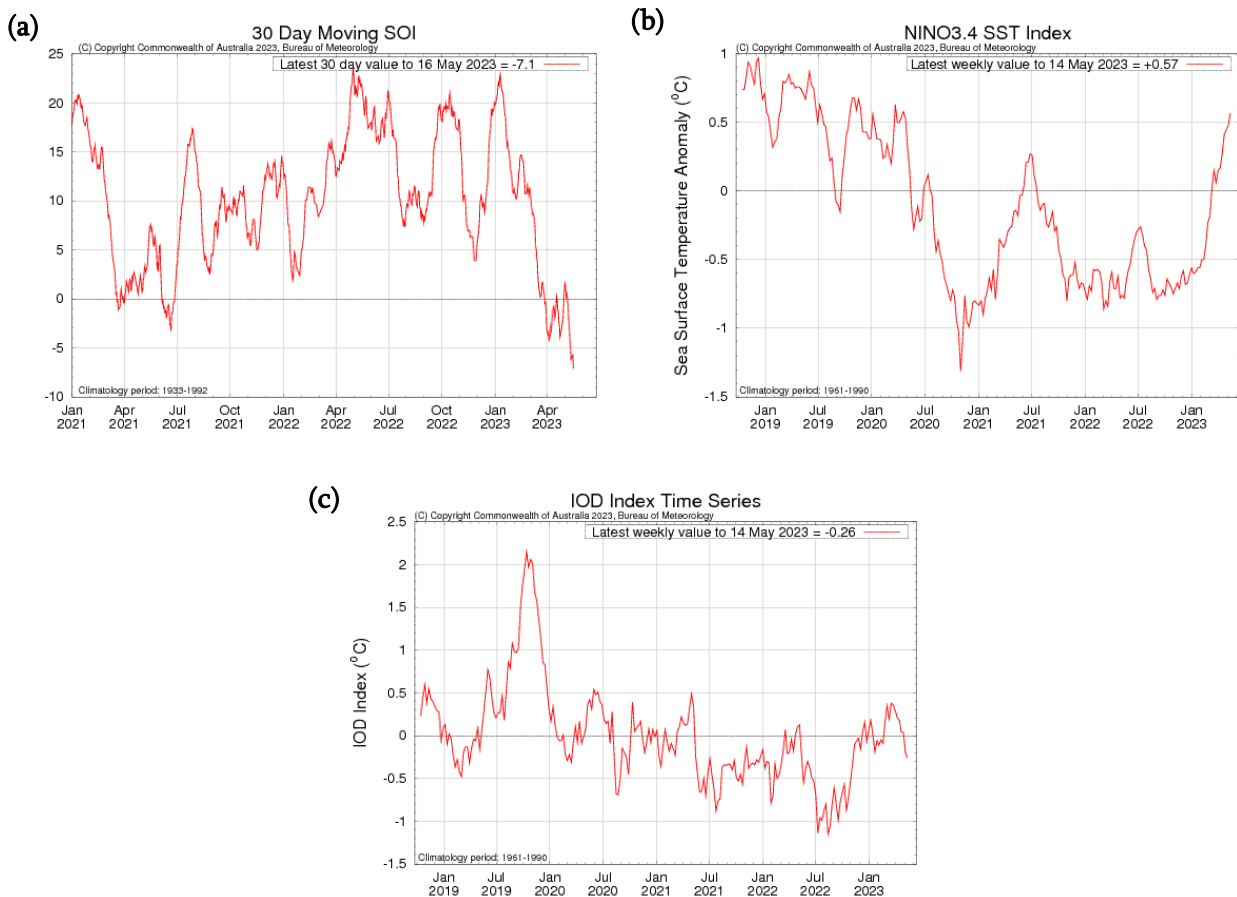 (a)
30 Day Moving SOI
(C) Copyright Commonwealth of Australia 2023, Bureau of Meteorology
Latest 30 day value to 16 May 2023 = -7.1
25
20
15
10
5
0
-5
-10
Climatology period: 1933-1992
Jan Apr Jul Oct Jan Apr Jul Oct Jan Apr
2021 2021 2021 2021 2022 2022 2022 2022 2023 2023
(b)
NINO3.4 SST Index
(C) Copyright Commonwealth of Australia 2023, Bureau of Meteorology
Latest weekly value to 14 May 2023 = +0.57
Sea Surface Temperature Anomaly (⁰C)
1
0.5
0
-0.5
-1
-1.5
Climatology period: 1961-1990
Jan Jul Jan Jul Jan Jul Jan Jul Jan
2019 2019 2020 2020 2021 2021 2022 2022 2023
(c)
IOD Index Time Series
(C) Copyright Commonwealth of Australia 2023, Bureau of Meteorology
Latest weekly value to 14 May 2023 = -0.26
IOD Index (⁰C)
2.5
2
1.5
1
0.5
0
-0.5
-1
-1.5
Climatology period: 1961-1990
Jan Jul Jan Jul Jan Jul Jan Jul Jan
2019 2019 2020 2020 2021 2021 2022 2022 2023